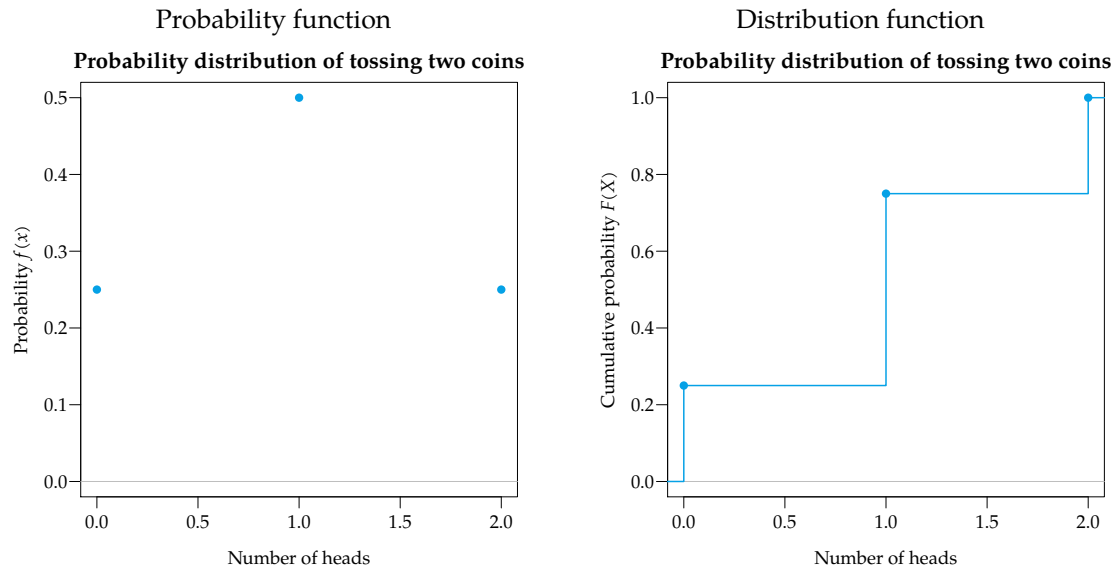 Probability function
Probability distribution of tossing two coins
Probability f(x)
0.5
0.4
0.3
0.2
0.1
0.0
0.0 0.5 1.0 1.5 2.0
Number of heads
Distribution function
Probability distribution of tossing two coins
Cumulative probability F(X)
1.0
0.8
0.6
0.4
0.2
0.0
0.0 0.5 1.0 1.5 2.0
Number of heads